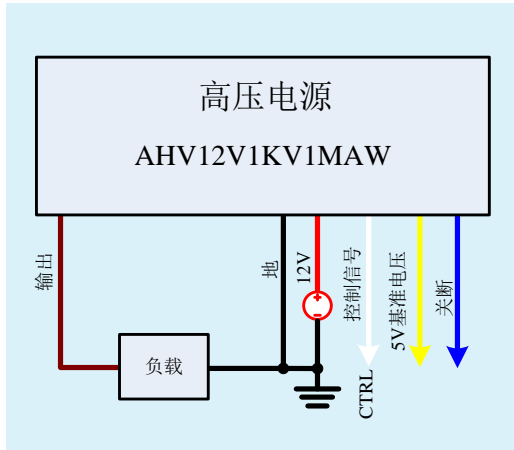 高压电源
AHV12V1KV1MAW
输出
地
12V
控制信号
5V基准电压
关断
负载
CTRL